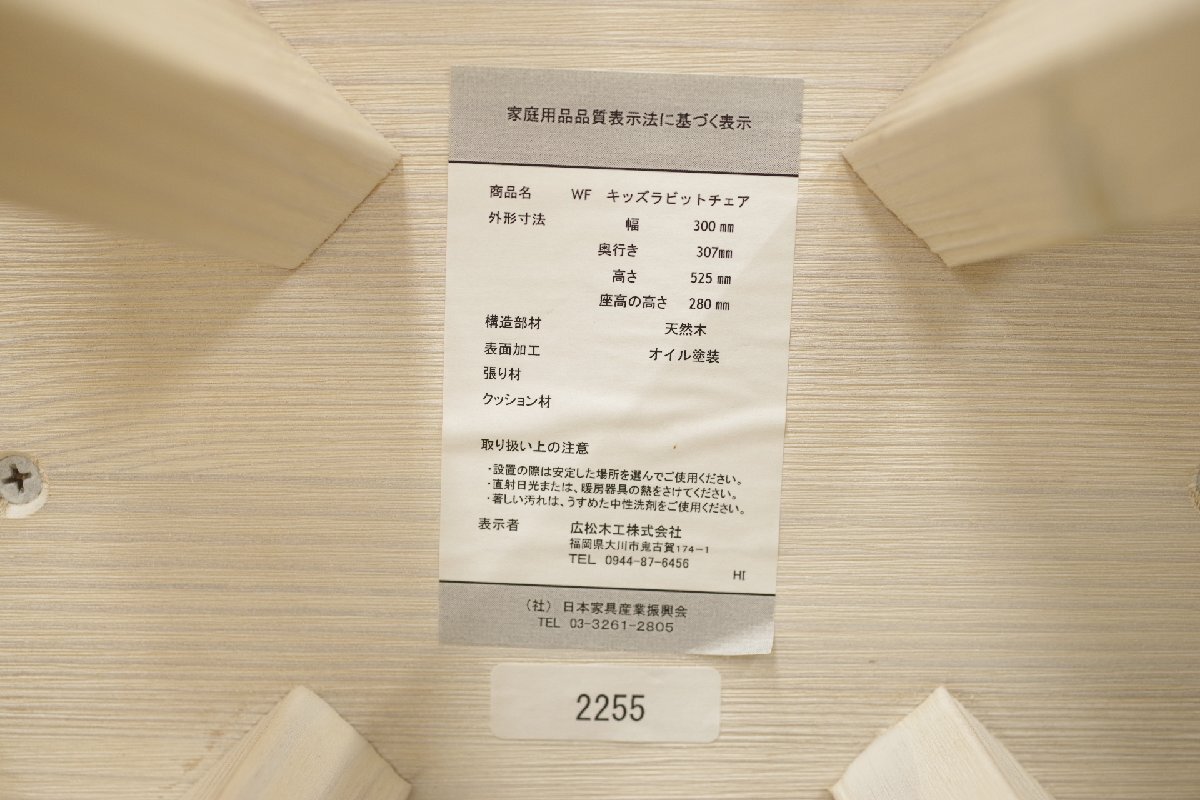 家庭用品品質表示法に基づく表示
商品名 WF キッズラビットチェア
外形寸法 幅 300㎜
奥行き 307㎜
高さ 525㎜
座高の高さ 280㎜
構造部材 天然木
表面加工 オイル塗装
張り材
クッション材
取り扱い上の注意
・設置の際は安定した場所を選んでご使用ください。
・直射日光または、暖房器具の熱をさけてください。
・著しい汚れは、うすめた中性洗剤をご使用ください。
表示者 広松木工株式会社
福岡県大川市鬼古賀174-1
TEL 0944-87-6456
HI
(社) 日本家具産業振興会
TEL 03-3261-2805
2255